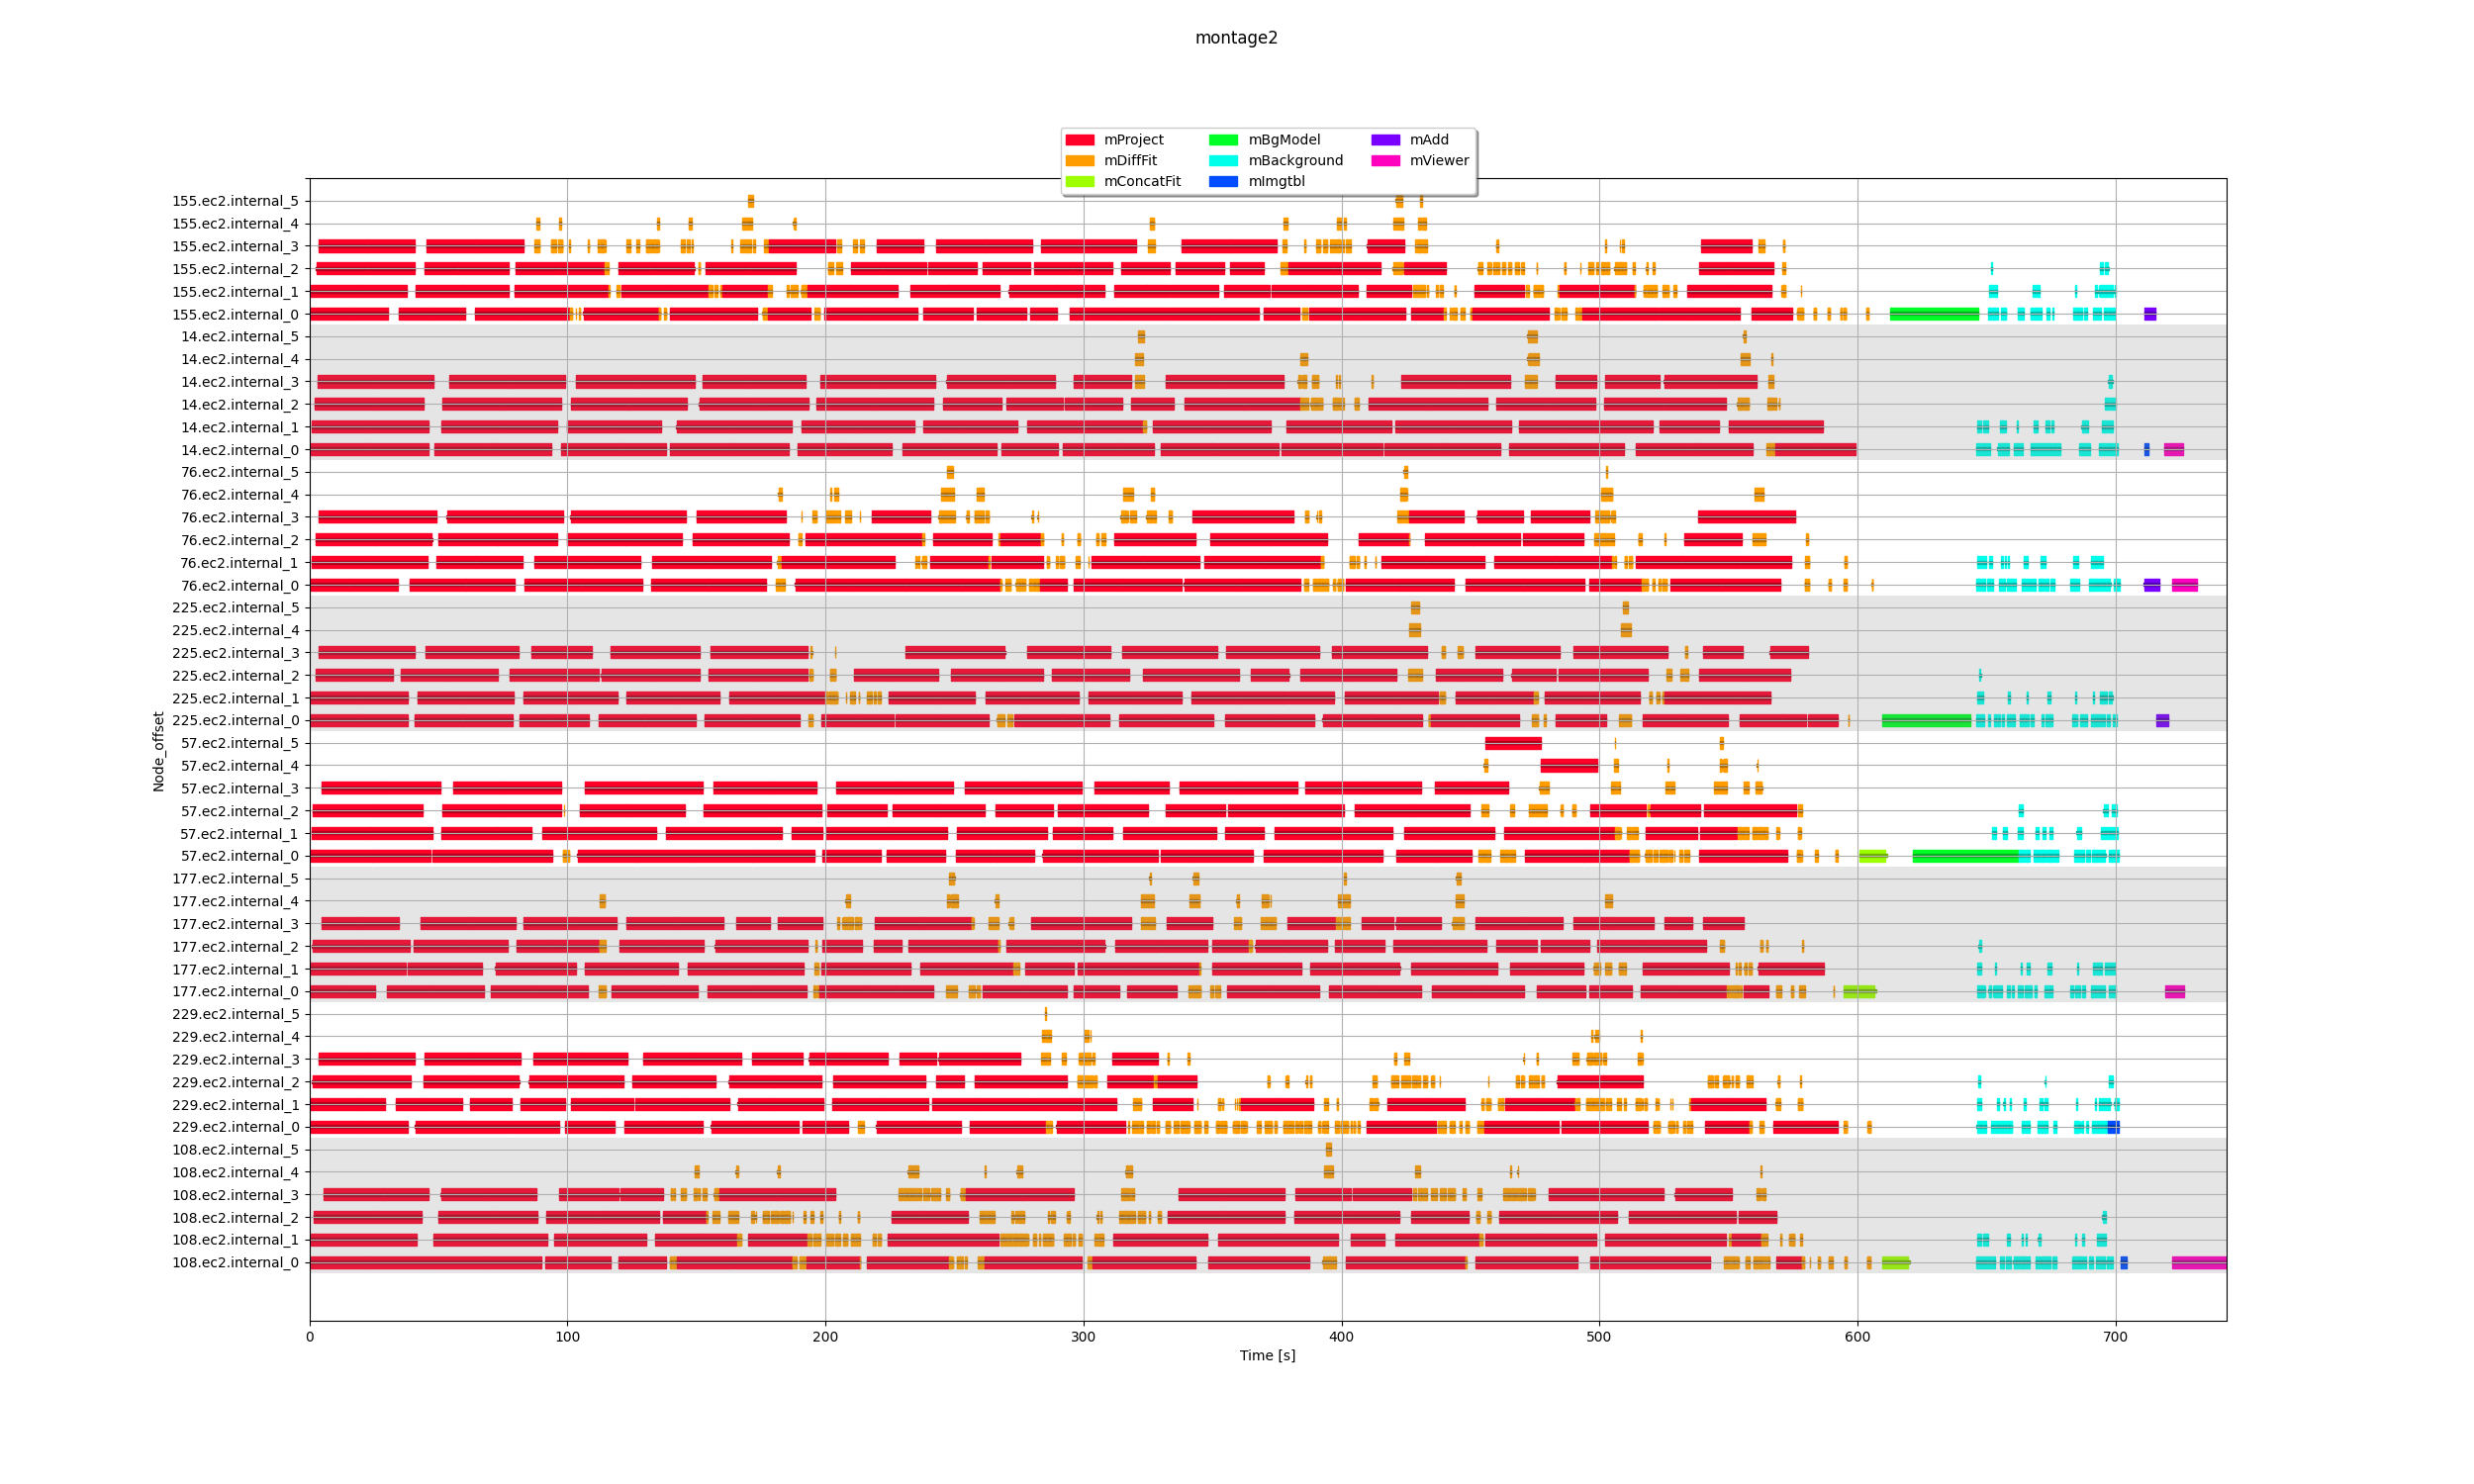 montage2
mProject
mDiffFit
mConcatFit
mBgModel
mBackground
mImgtbl
mAdd
mViewer
155.ec2.internal_5
155.ec2.internal_4
155.ec2.internal_3
155.ec2.internal_2
155.ec2.internal_1
155.ec2.internal_0
14.ec2.internal_5
14.ec2.internal_4
14.ec2.internal_3
14.ec2.internal_2
14.ec2.internal_1
14.ec2.internal_0
76.ec2.internal_5
76.ec2.internal_4
76.ec2.internal_3
76.ec2.internal_2
76.ec2.internal_1
76.ec2.internal_0
225.ec2.internal_5
225.ec2.internal_4
225.ec2.internal_3
225.ec2.internal_2
225.ec2.internal_1
225.ec2.internal_0
57.ec2.internal_5
57.ec2.internal_4
57.ec2.internal_3
57.ec2.internal_2
57.ec2.internal_1
57.ec2.internal_0
177.ec2.internal_5
177.ec2.internal_4
177.ec2.internal_3
177.ec2.internal_2
177.ec2.internal_1
177.ec2.internal_0
229.ec2.internal_5
229.ec2.internal_4
229.ec2.internal_3
229.ec2.internal_2
229.ec2.internal_1
229.ec2.internal_0
108.ec2.internal_5
108.ec2.internal_4
108.ec2.internal_3
108.ec2.internal_2
108.ec2.internal_1
108.ec2.internal_0
Node_offset
0 100 200 300 400 500 600 700
Time [s]